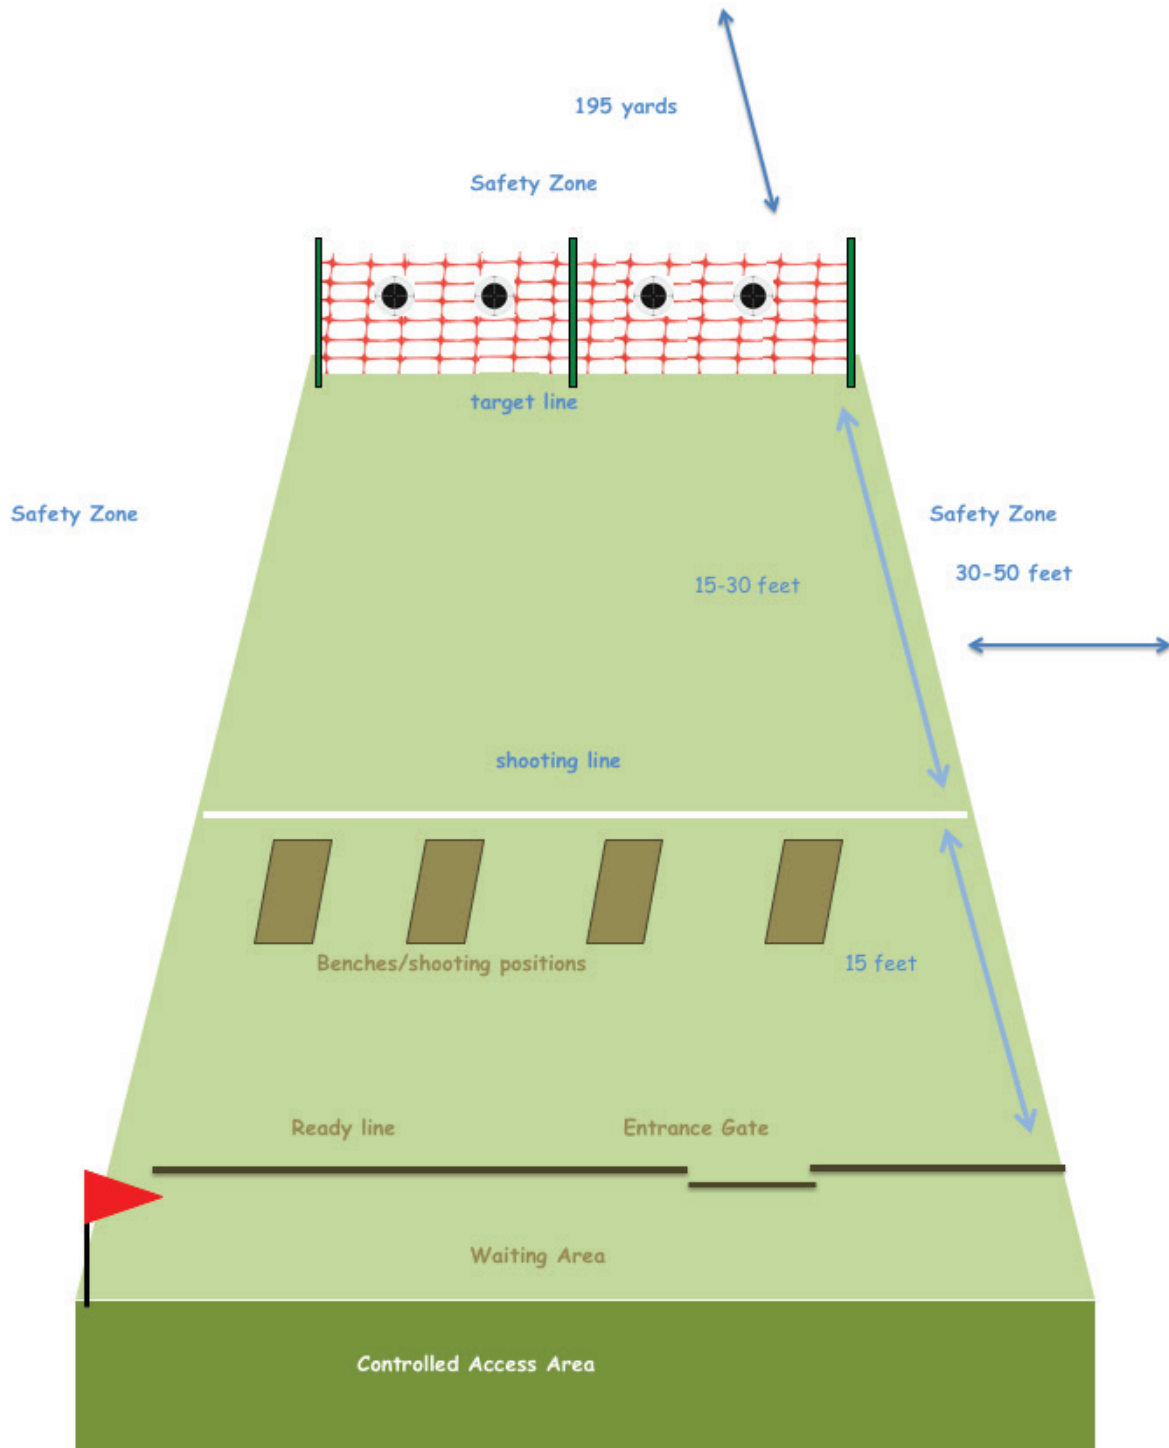 195 yards
Safety Zone
target line
Safety Zone
Safety Zone
30-50 feet
15-30 feet
shooting line
Benches/shooting positions
15 feet
Ready line
Entrance Gate
Waiting Area
Controlled Access Area